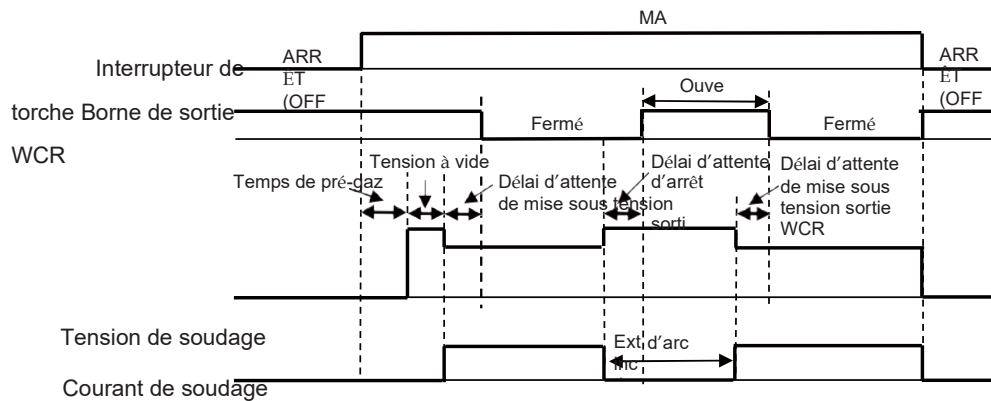 MA
ARR
ÊT
(OFF
Interrupteur de
ARR
ÊT
(OFF
torche Borne de sortie
WCR
Ouve
Fermé
Fermé
Temps de pré-gaz
Tension à vide
Délai d'attente
de mise sous tension
Délai d'attente
d'arrêt
sorti
Délai d'attente
de mise sous
tension sortie
WCR
Tension de soudage
Ext d'arc
Courant de soudage